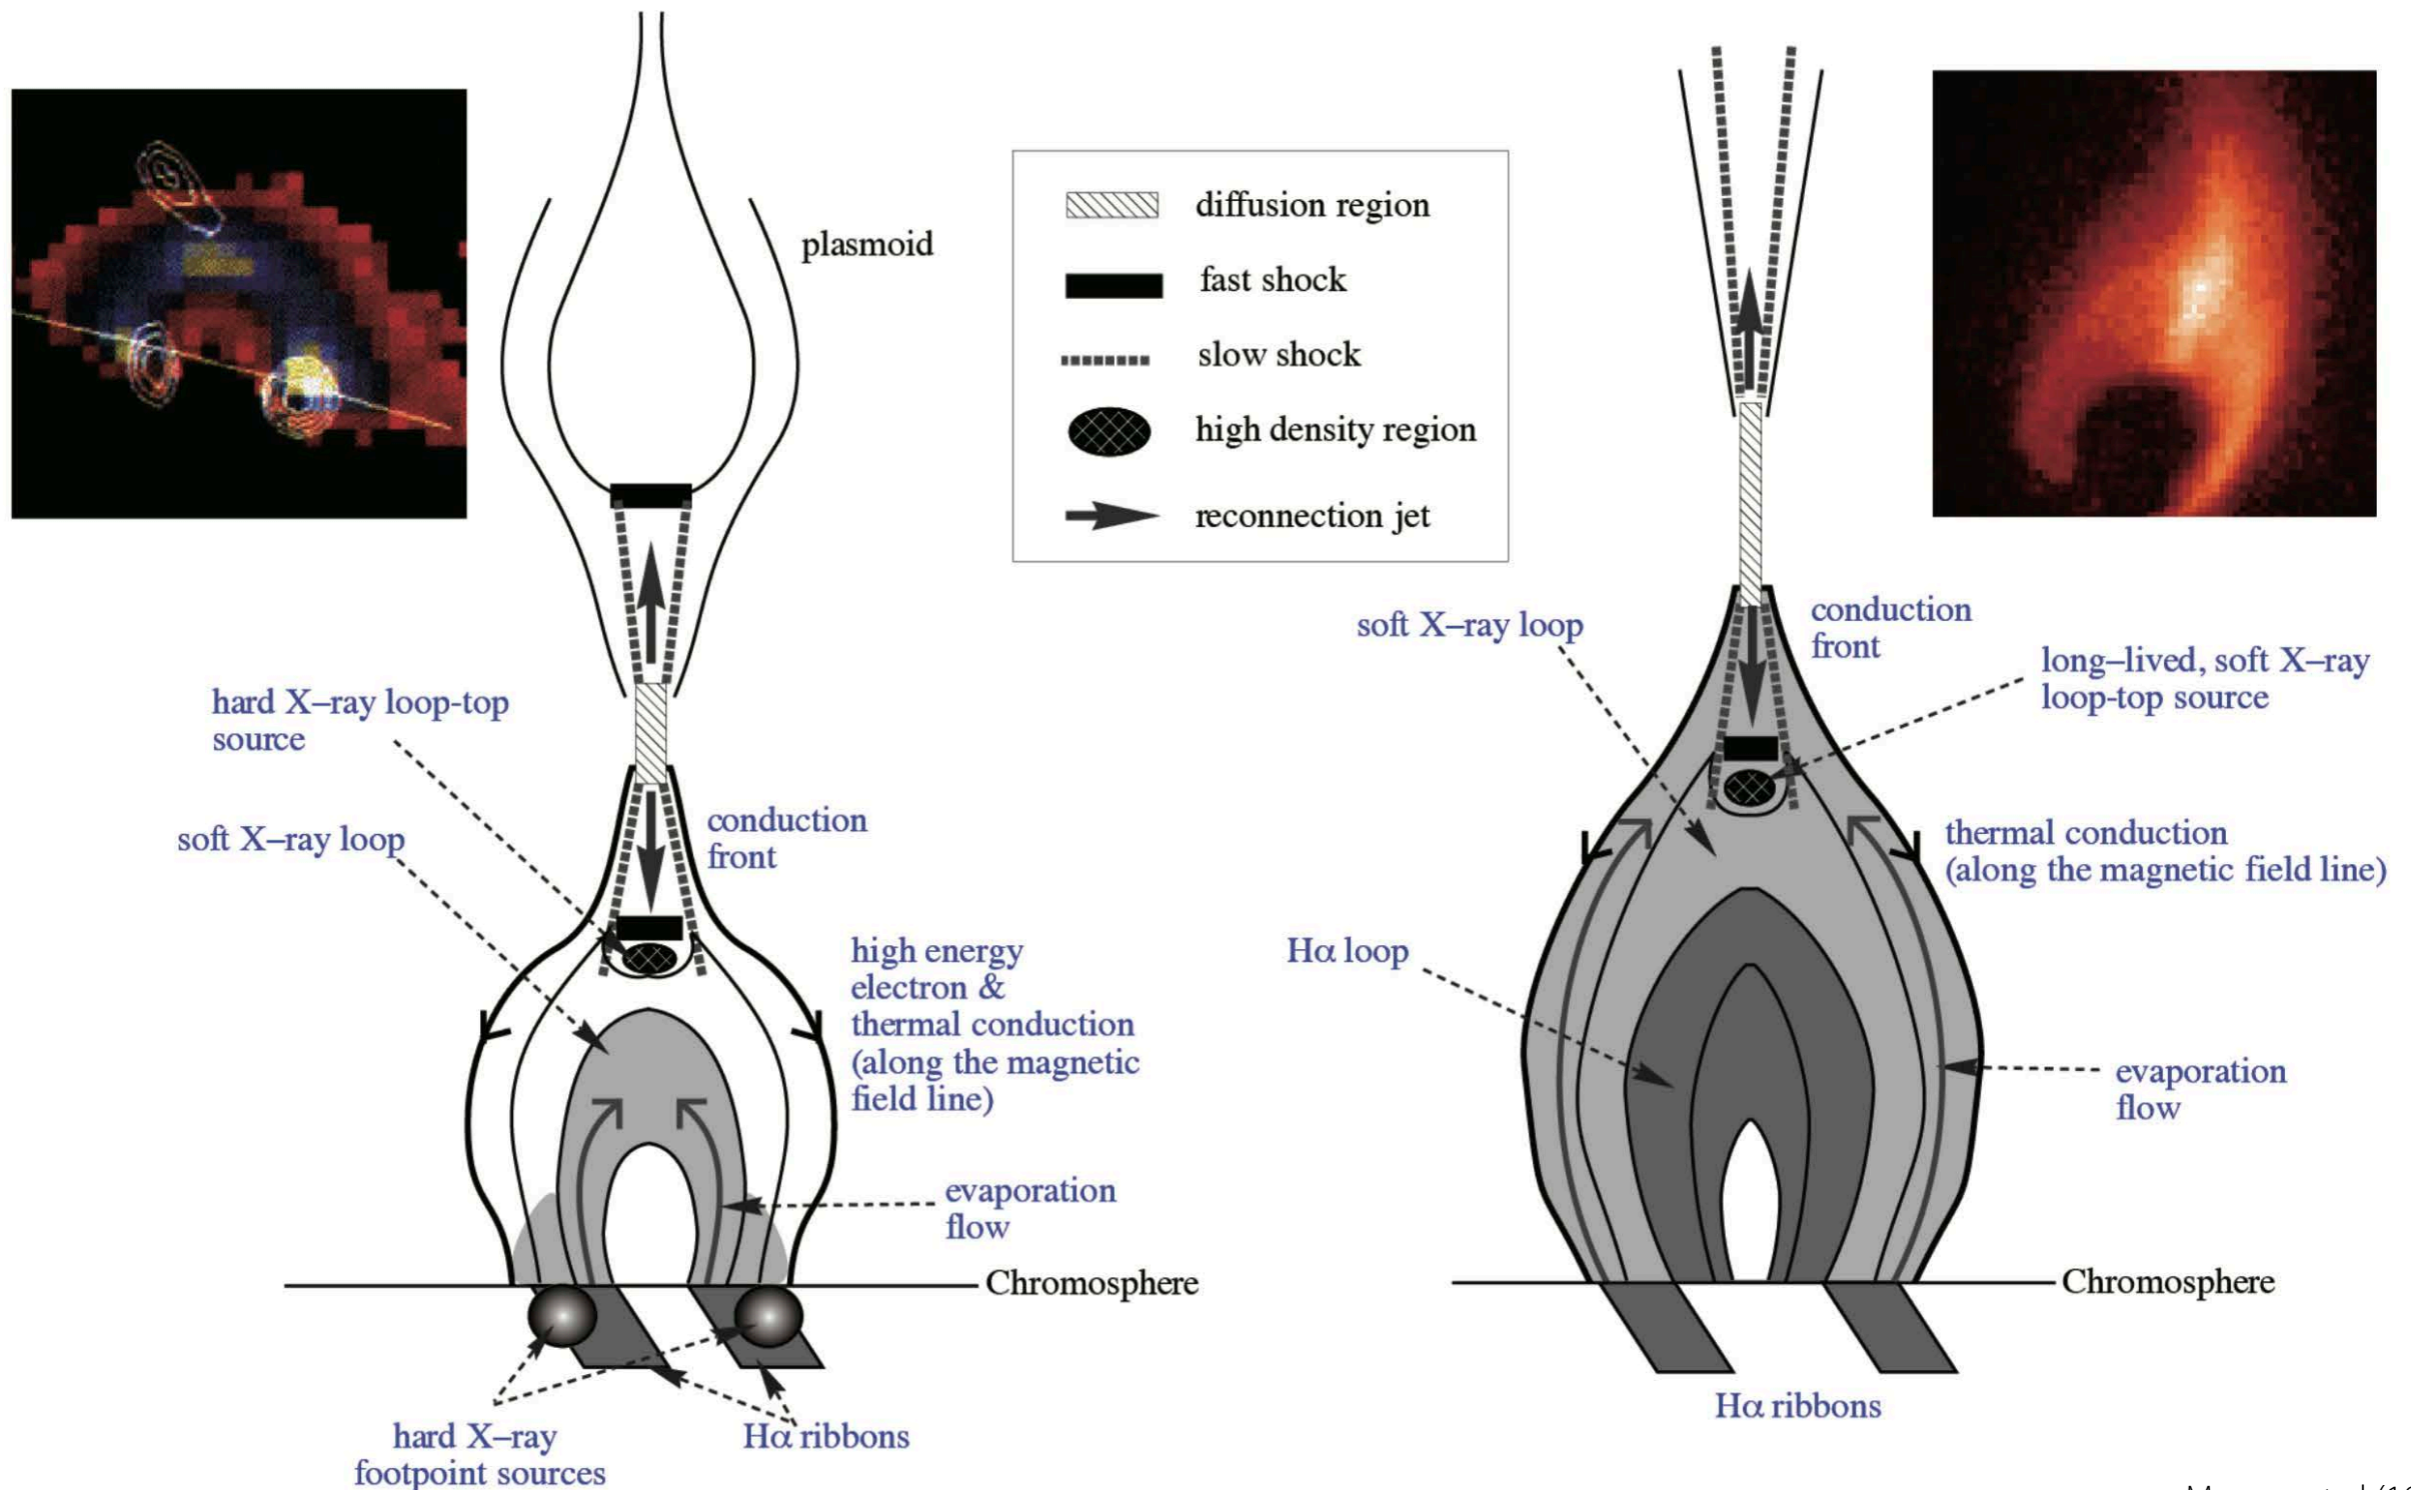 plasmoid
diffusion region
fast shock
slow shock
high density region
reconnection jet
hard X–ray loop-top
source
soft X–ray loop
conduction
front
high energy
electron &
thermal conduction
(along the magnetic
field line)
evaporation
flow
Chromosphere
hard X–ray
footpoint sources
Hα ribbons
soft X–ray loop
conduction
front
long–lived, soft X–ray
loop-top source
thermal conduction
(along the magnetic field line)
Hα loop
evaporation
flow
Chromosphere
Hα ribbons